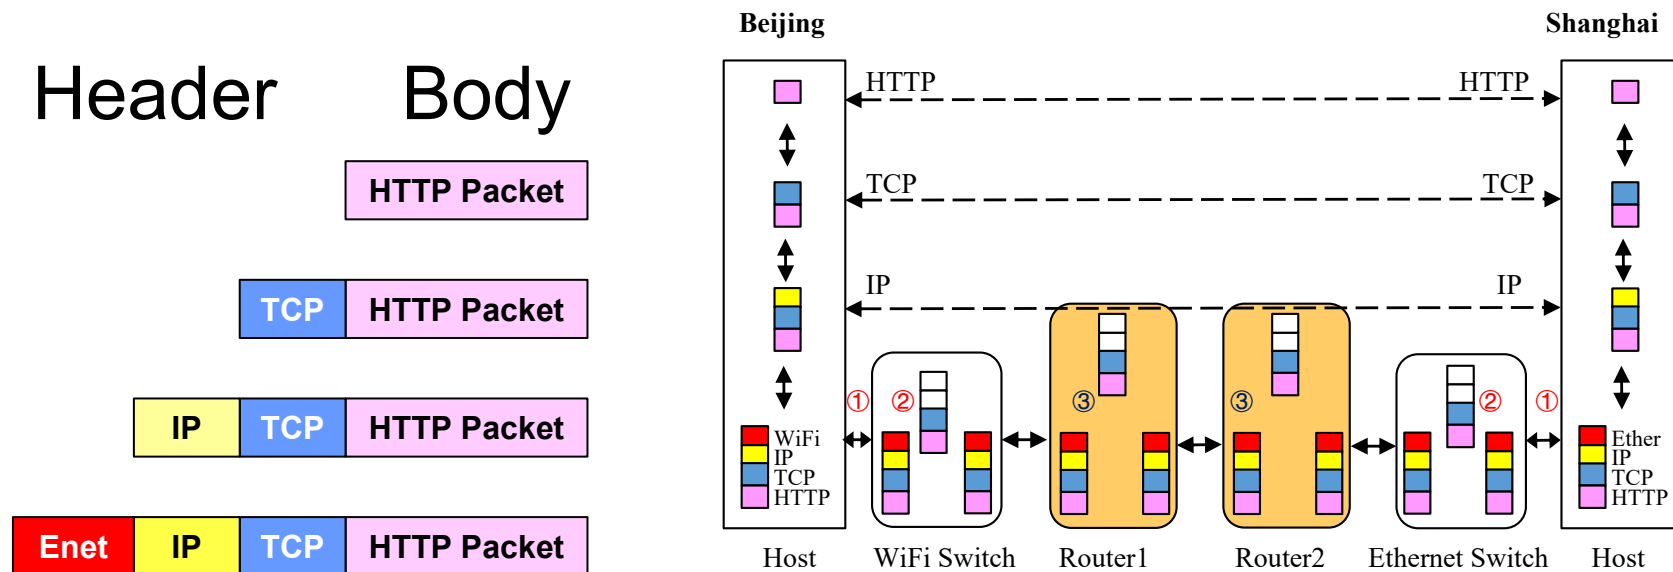 Header Body
HTTP Packet
TCP HTTP Packet
IP TCP HTTP Packet
Enet IP TCP HTTP Packet
Beijing Shanghai
HTTP HTTP
TCP TCP
IP IP
① ② ③ ③ ② ①
WiFi
IP
TCP
HTTP
Ether
IP
TCP
HTTP
Host WiFi Switch Router1 Router2 Ethernet Switch Host